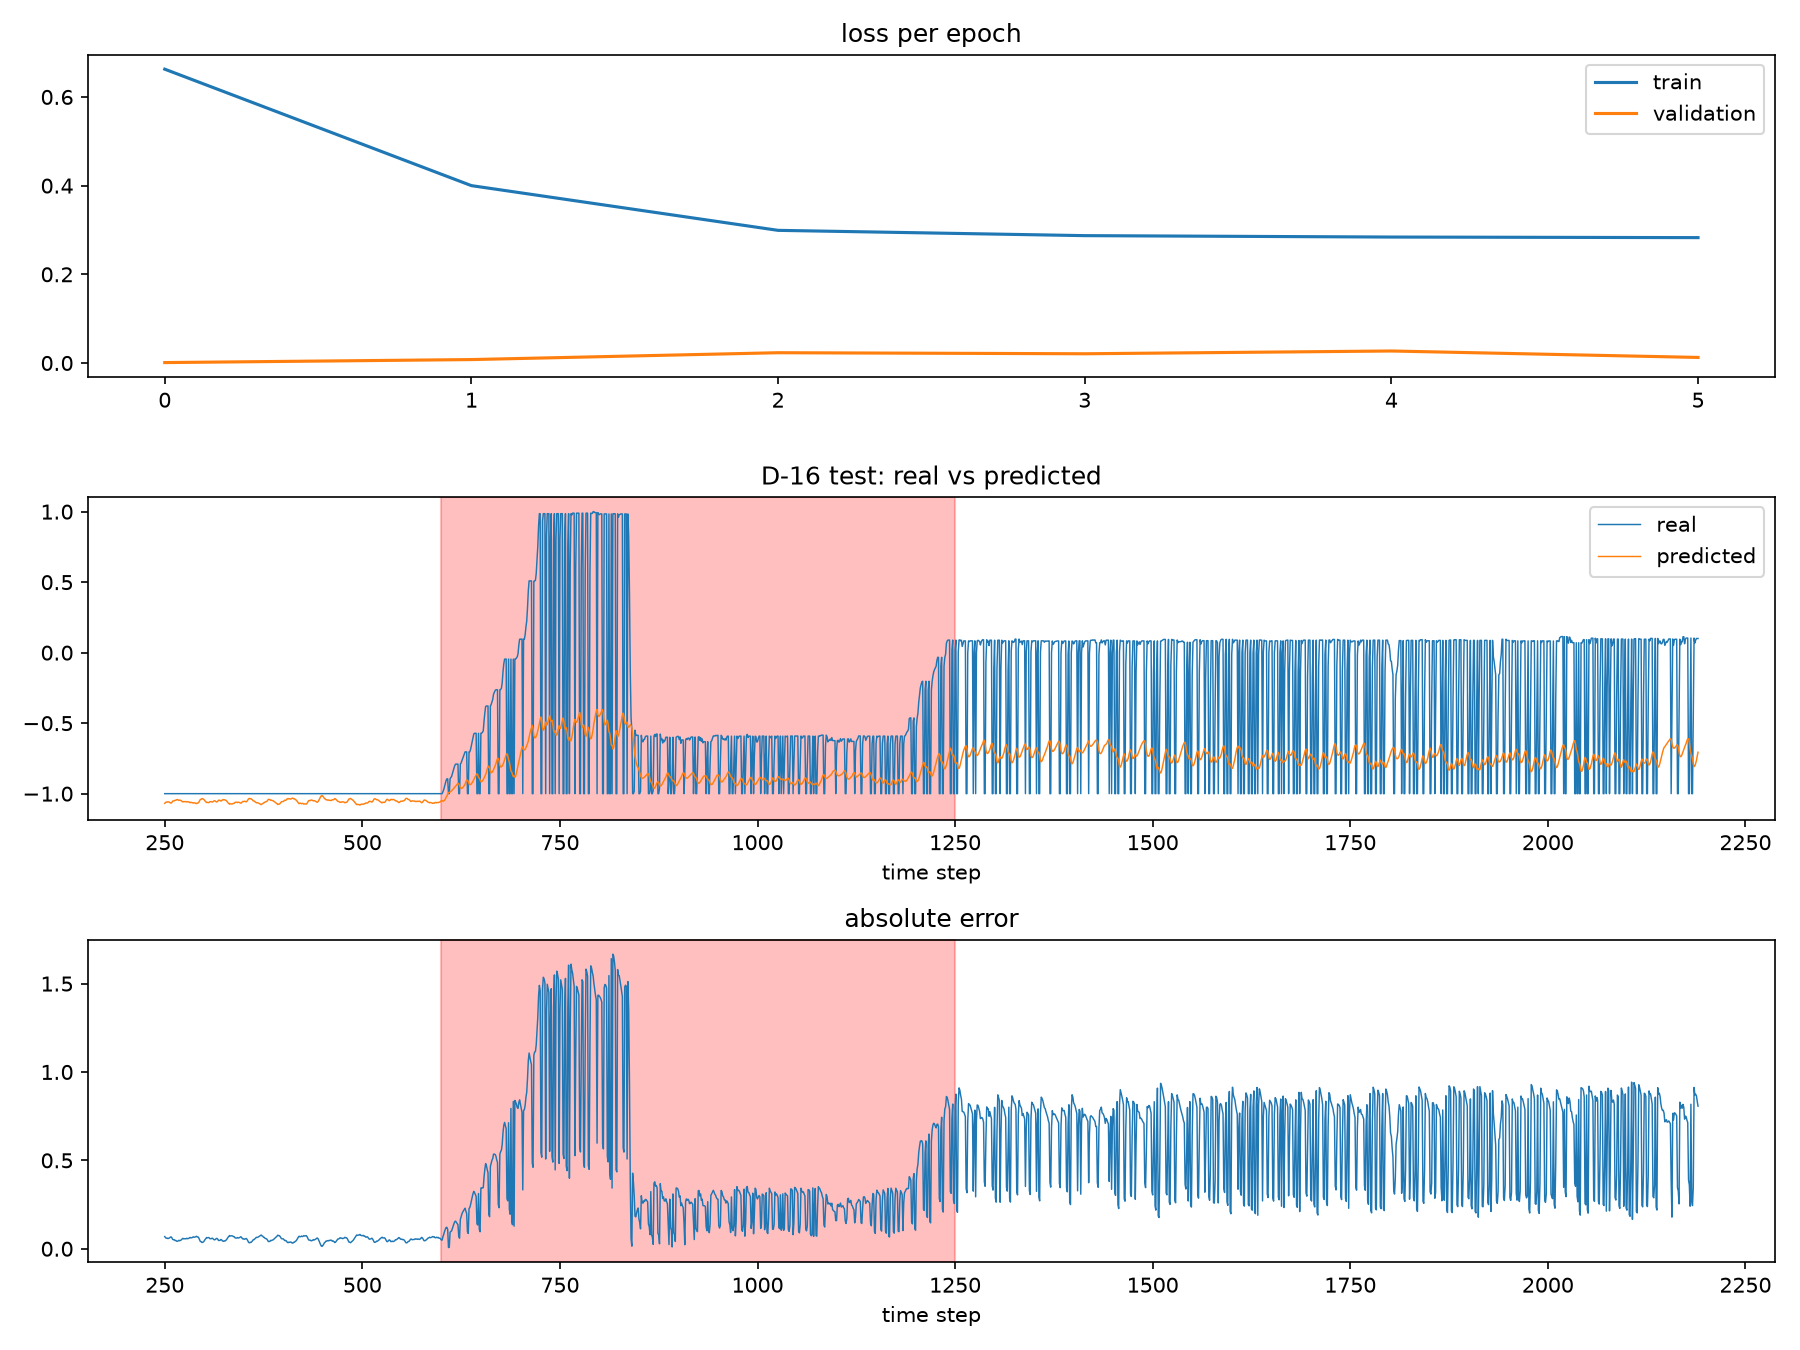 loss per epoch
train
validation
0.6
0.4
0.2
0.0
0 1 2 3 4 5
D-16 test: real vs predicted
real
predicted
1.0
0.5
0.0
−0.5
−1.0
250 500 750 1000 1250 1500 1750 2000 2250
time step
absolute error
1.5
1.0
0.5
0.0
250 500 750 1000 1250 1500 1750 2000 2250
time step